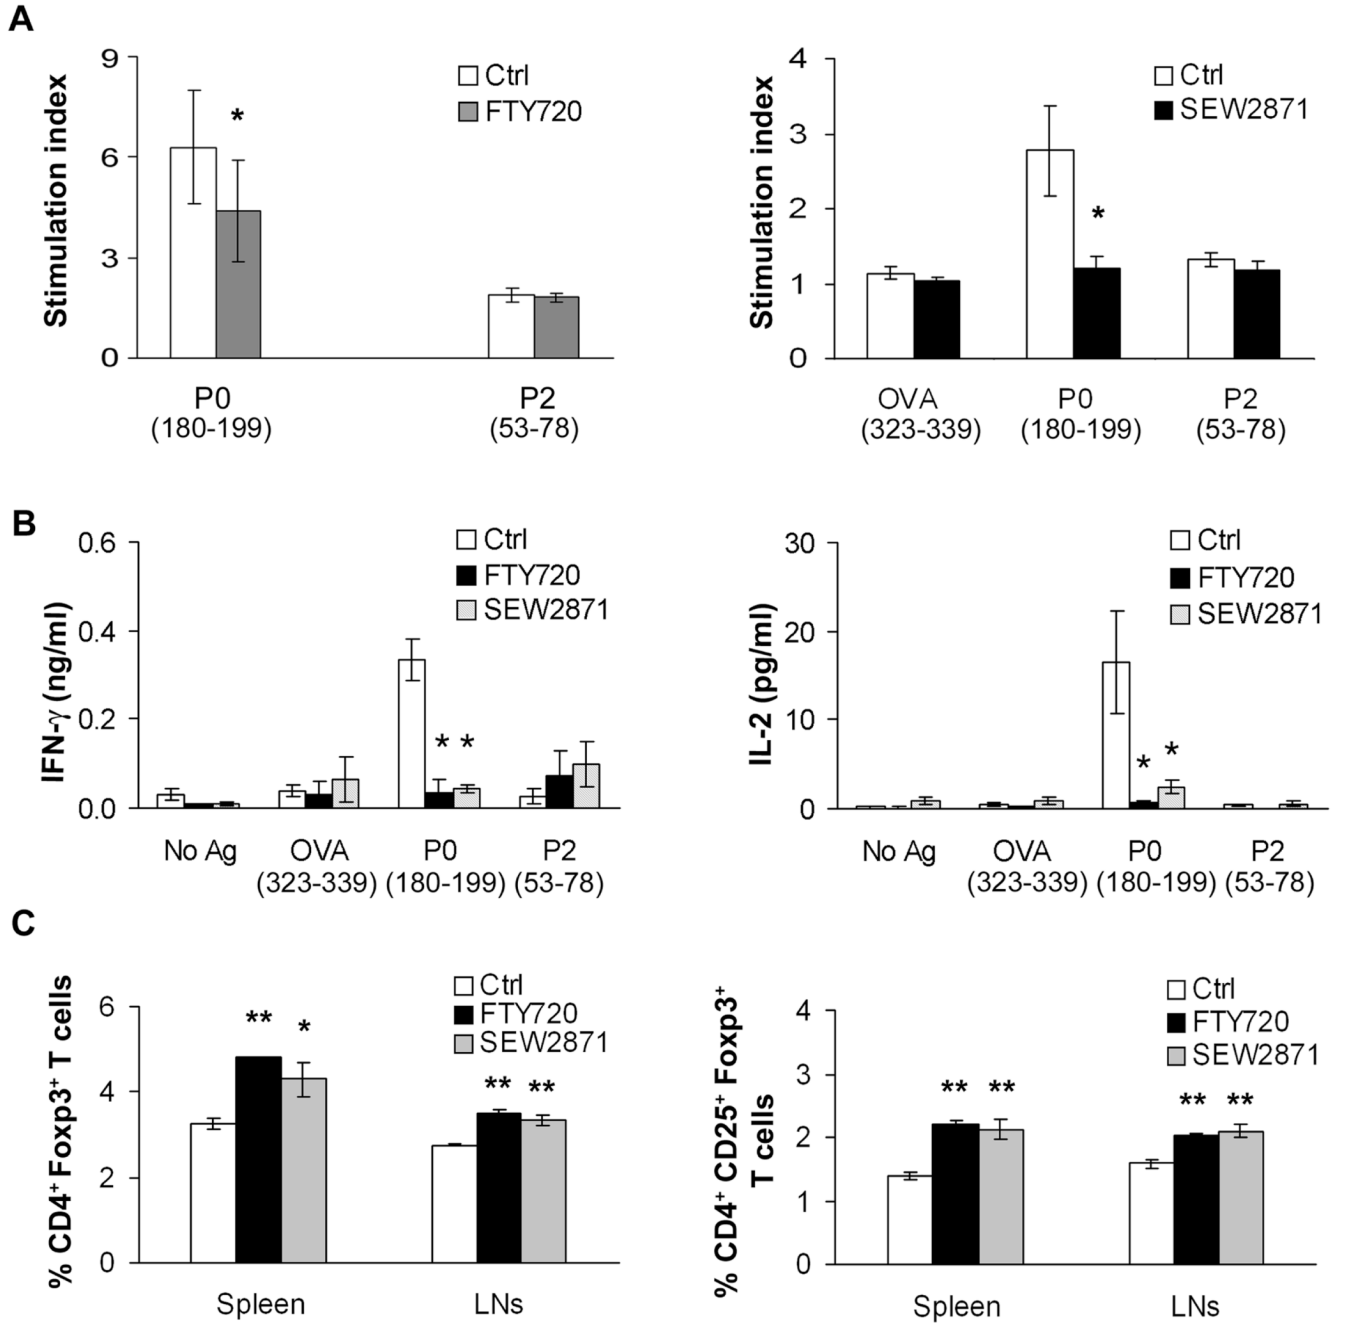 A
Stimulation index
9
6
3
0
Ctrl
FTY720
*
P0
(180-199)
P2
(53-78)
Stimulation index
4
3
2
1
0
Ctrl
SEW2871
*
OVA
(323-339)
P0
(180-199)
P2
(53-78)
B
IFN-γ (ng/ml)
0.6
0.4
0.2
0.0
Ctrl
FTY720
SEW2871
* *
No Ag
OVA
(323-339)
P0
(180-199)
P2
(53-78)
IL-2 (pg/ml)
30
20
10
0
Ctrl
FTY720
SEW2871
* *
No Ag
OVA
(323-339)
P0
(180-199)
P2
(53-78)
C
% CD4⁺ Foxp3⁺ T cells
6
4
2
0
Ctrl
FTY720
SEW2871
** *
** **
Spleen
LNs
% CD4⁺ CD25⁺ Foxp3⁺
T cells
4
3
2
1
0
Ctrl
FTY720
SEW2871
** **
** **
Spleen
LNs